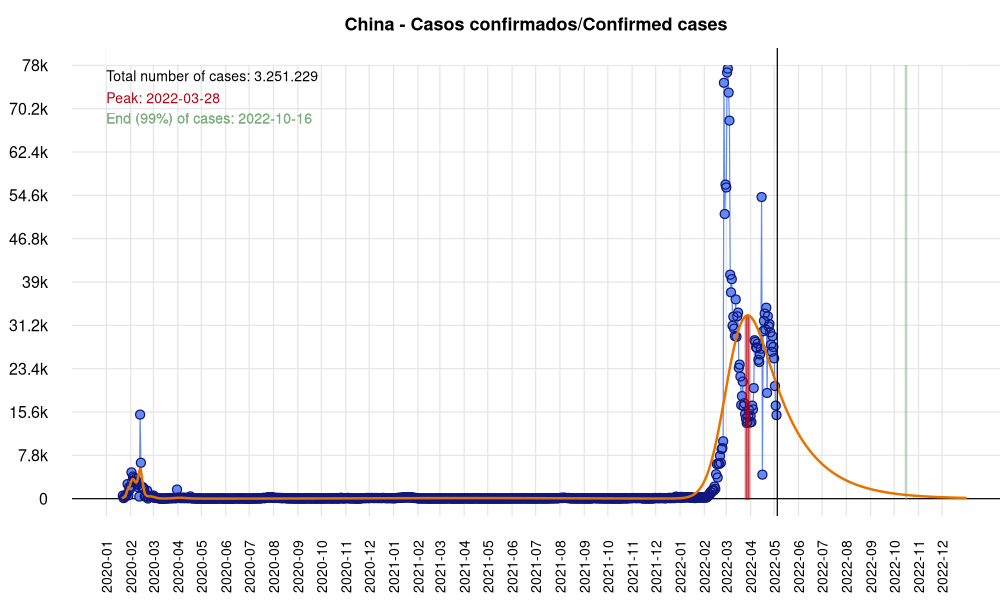 China - Casos confirmados/Confirmed cases
Total number of cases: 3.251.229
Peak: 2022-03-28
End (99%) of cases: 2022-10-16
78k
70.2k
62.4k
54.6k
46.8k
39k
31.2k
23.4k
15.6k
7.8k
0
2020-01
2020-02
2020-03
2020-04
2020-05
2020-06
2020-07
2020-08
2020-09
2020-10
2020-11
2020-12
2021-01
2021-02
2021-03
2021-04
2021-05
2021-06
2021-07
2021-08
2021-09
2021-10
2021-11
2021-12
2022-01
2022-02
2022-03
2022-04
2022-05
2022-06
2022-07
2022-08
2022-09
2022-10
2022-11
2022-12